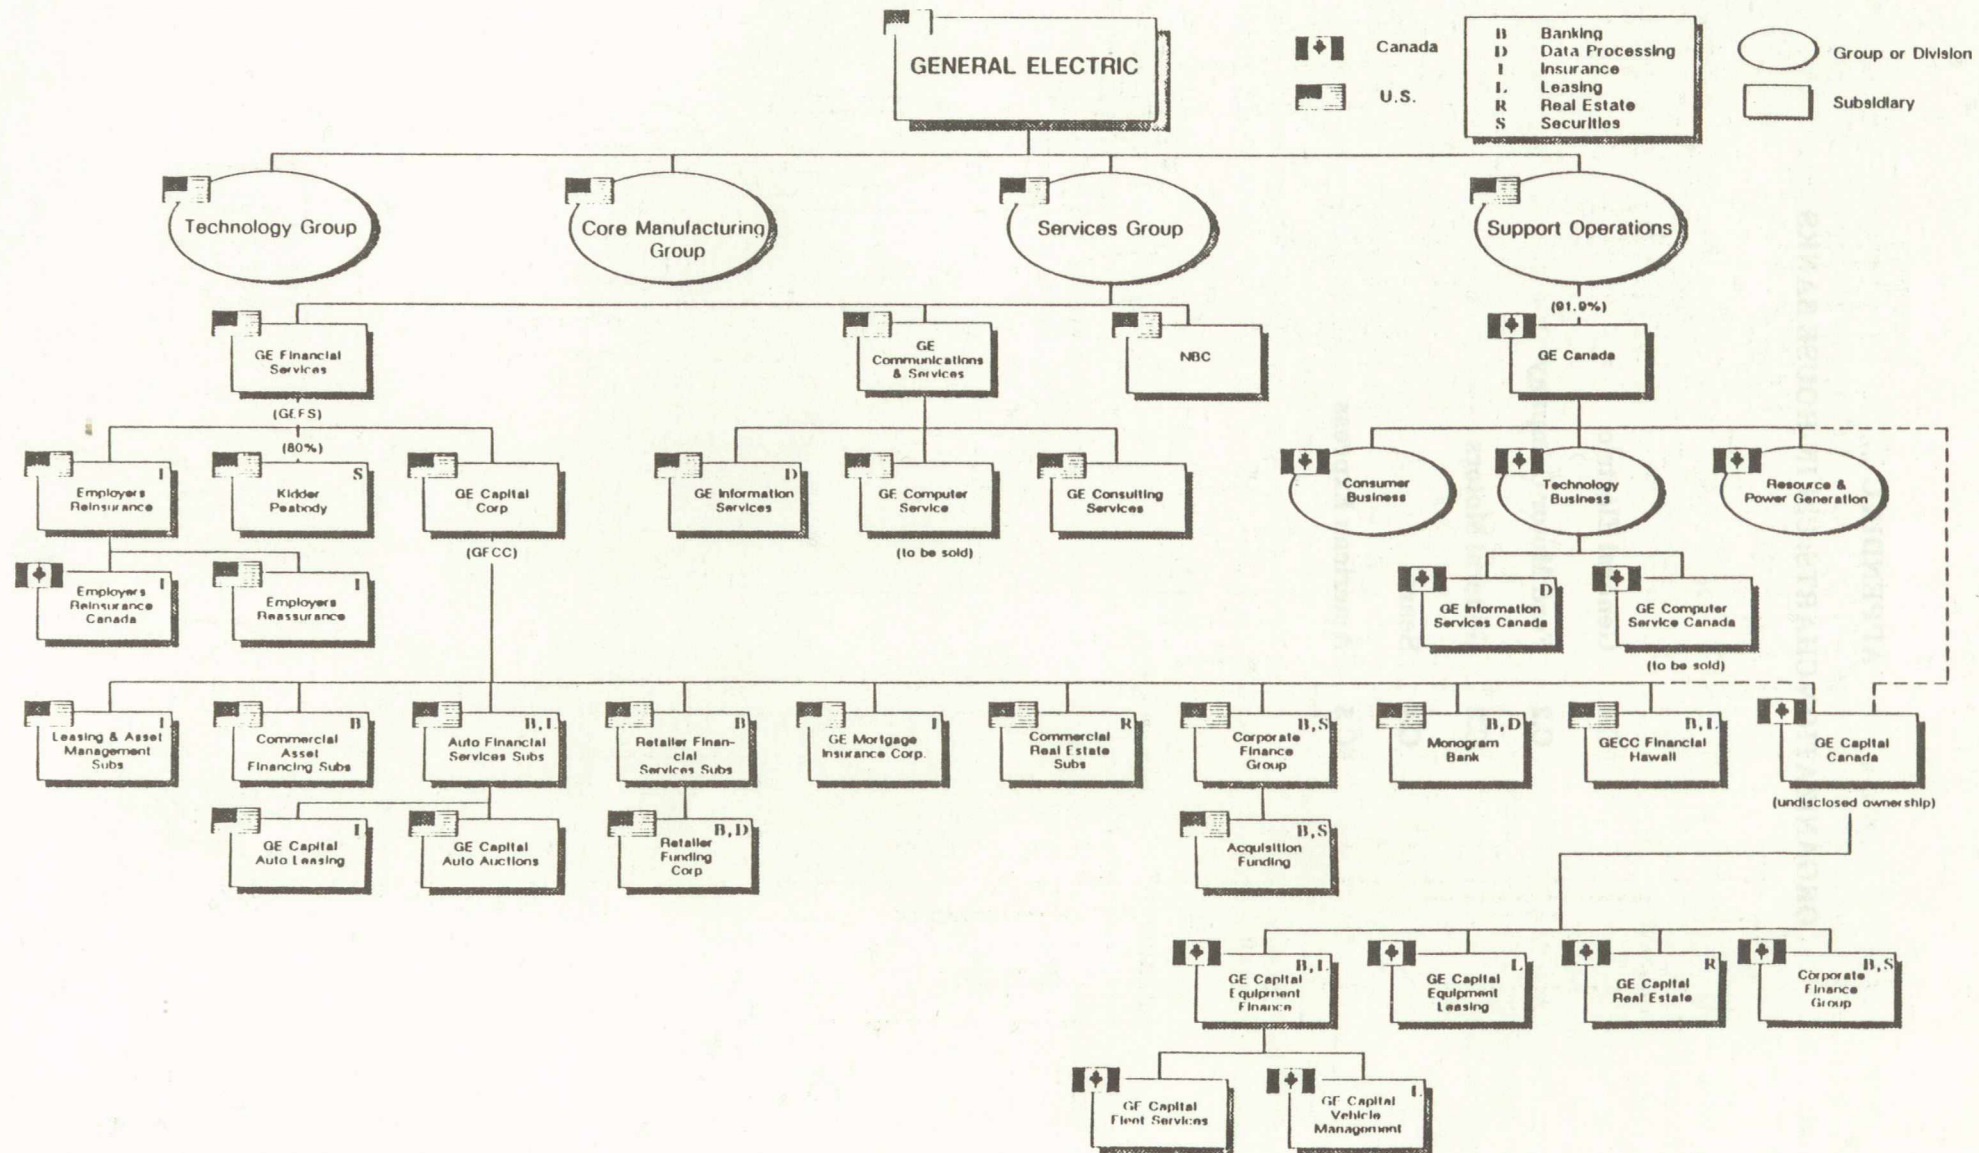 GENERAL ELECTRIC
Canada
U.S.
B Banking
D Data Processing
I Insurance
L Leasing
R Real Estate
S Securities
Group or Division
Subsidiary
Technology Group
Core Manufacturing
Group
Services Group
Support Operations
(91.9%)
GE Financial
Services
GE
Communications
& Services
NBC
GE Canada
(GEFS)
(80%)
I
Employers
Reinsurance
S
Kidder
Peabody
GE Capital
Corp
D
GE Information
Services
GE Computer
Service
GE Consulting
Services
Consumer
Business
Technology
Business
Resource &
Power Generation
(GECC)
(to be sold)
I
Employers
Reinsurance
Canada
I
Employers
Reassurance
D
GE Information
Services Canada
GE Computer
Service Canada
(to be sold)
L
Leasing & Asset
Management
Subs
B
Commercial
Asset
Financing Subs
B,L
Auto Financial
Services Subs
B
Retailer Finan-
cial
Services Subs
I
GE Mortgage
Insurance Corp.
R
Commercial
Real Estate
Subs
B,S
Corporate
Finance
Group
B,D
Monogram
Bank
B,L
GECC Financial
Hawaii
GE Capital
Canada
(undisclosed ownership)
L
GE Capital
Auto Leasing
GE Capital
Auto Auctions
B,D
Retailer
Funding
Corp
B,S
Acquisition
Funding
B,L
GE Capital
Equipment
Finance
L
GE Capital
Equipment
Leasing
R
GE Capital
Real Estate
B,S
Corporate
Finance
Group
GE Capital
Fleet Services
L
GE Capital
Vehicle
Management